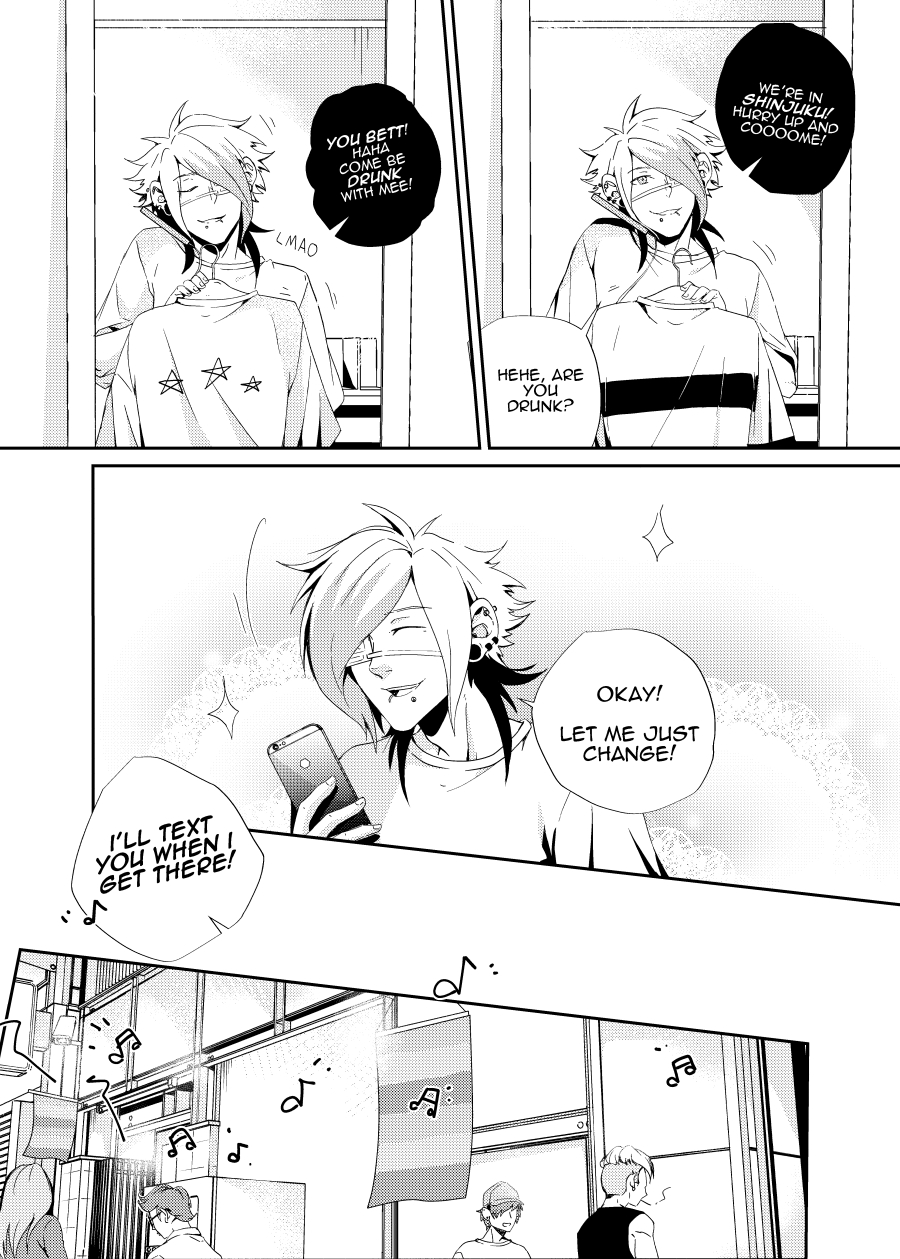 WE'RE IN
SHINJUKU!
HURRY UP AND
COOOOME!
HEHE, ARE
YOU
DRUNK?
YOU BETT!
HAHA
COME BE
DRUNK
WITH MEE!
LMAO
OKAY!
LET ME JUST
CHANGE!
I'LL TEXT
YOU WHEN I
GET THERE!